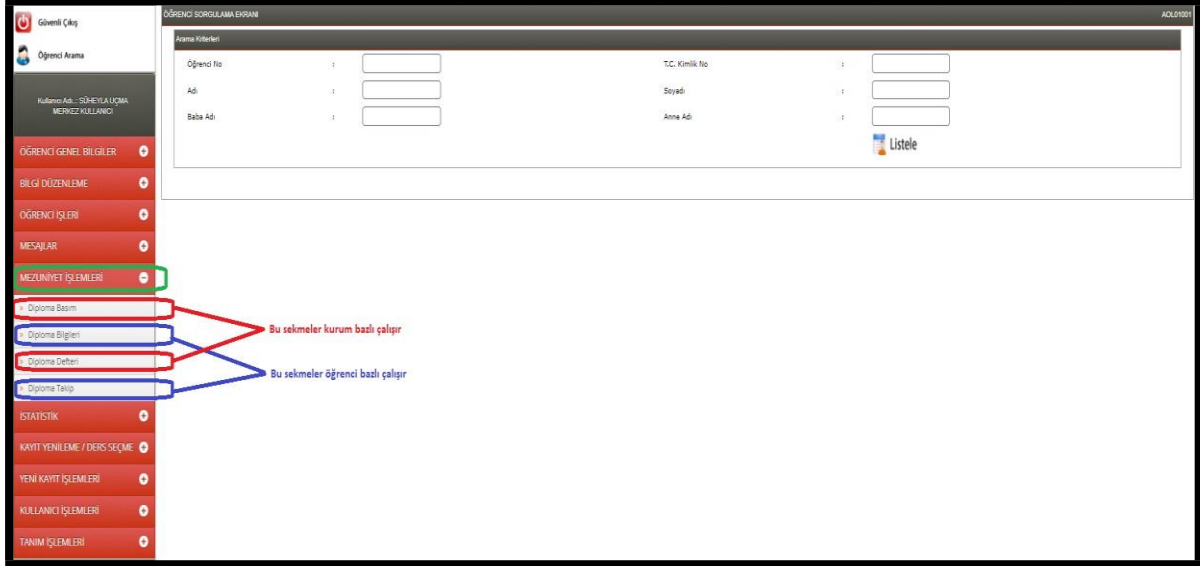 Güvenli Çıkış
Öğrenci Arama
Kullanıcı Adı..: SÜHEYLA UÇMA
MERKEZ KULLANICI
ÖĞRENCİ GENEL BİLGİLER
BİLGİ DÜZENLEME
ÖĞRENCİ İŞLERİ
MESAJLAR
MEZUNİYET İŞLEMLERİ
» Diploma Basım
» Diploma Bilgileri
» Diploma Defteri
» Diploma Takip
İSTATİSTİK
KAYIT YENİLEME / DERS SEÇME
YENİ KAYIT İŞLEMLERİ
KULLANICI İŞLEMLERİ
TANIM İŞLEMLERİ
ÖĞRENCİ SORGULAMA EKRANI AOL01001
Arama Kriterleri
Öğrenci No : T.C. Kimlik No :
Adı : Soyadı :
Baba Adı : Anne Adı :
Listele
Bu sekmeler kurum bazlı çalışır
Bu sekmeler öğrenci bazlı çalışır